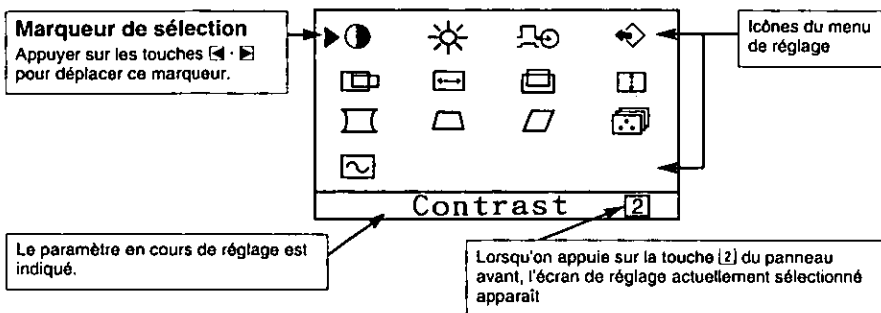 Marqueur de sélection
Appuyer sur les touches ◀ · ▶
pour déplacer ce marqueur.
Icônes du menu
de réglage
Contrast 2
Le paramètre en cours de réglage est
indiqué.
Lorsqu'on appuie sur la touche 2 du panneau
avant, l'écran de réglage actuellement sélectionné
apparaît